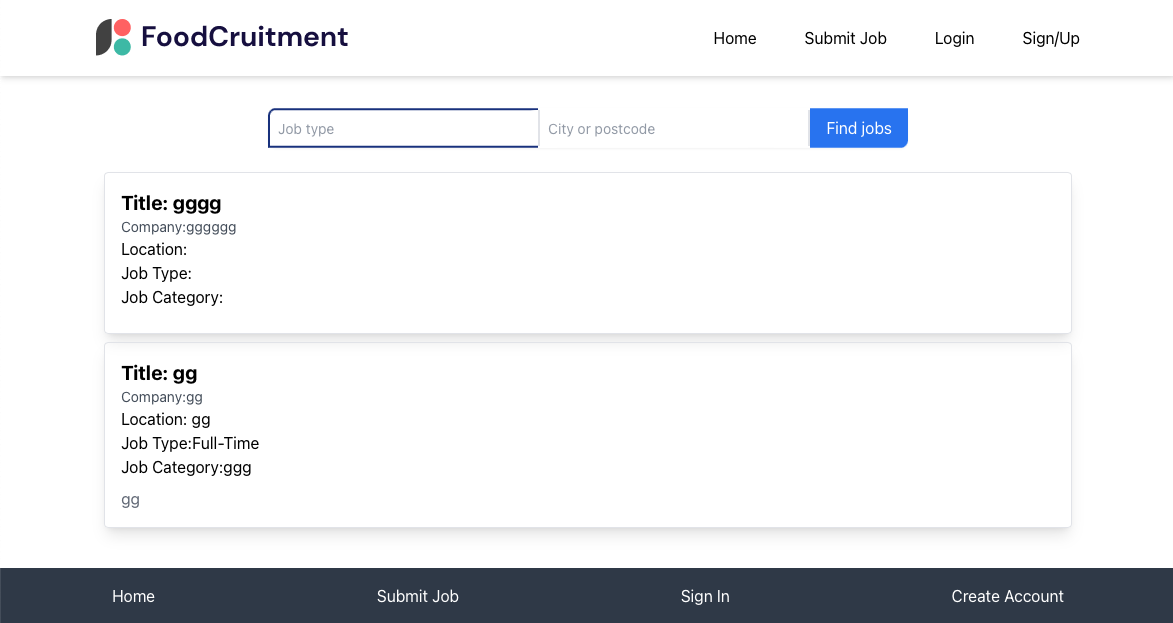 FoodCruitment
Home Submit Job Login Sign/Up
Job type City or postcode Find jobs
Title: gggg
Company:gggggg
Location:
Job Type:
Job Category:
Title: gg
Company:gg
Location: gg
Job Type:Full-Time
Job Category:ggg
gg
Home Submit Job Sign In Create Account